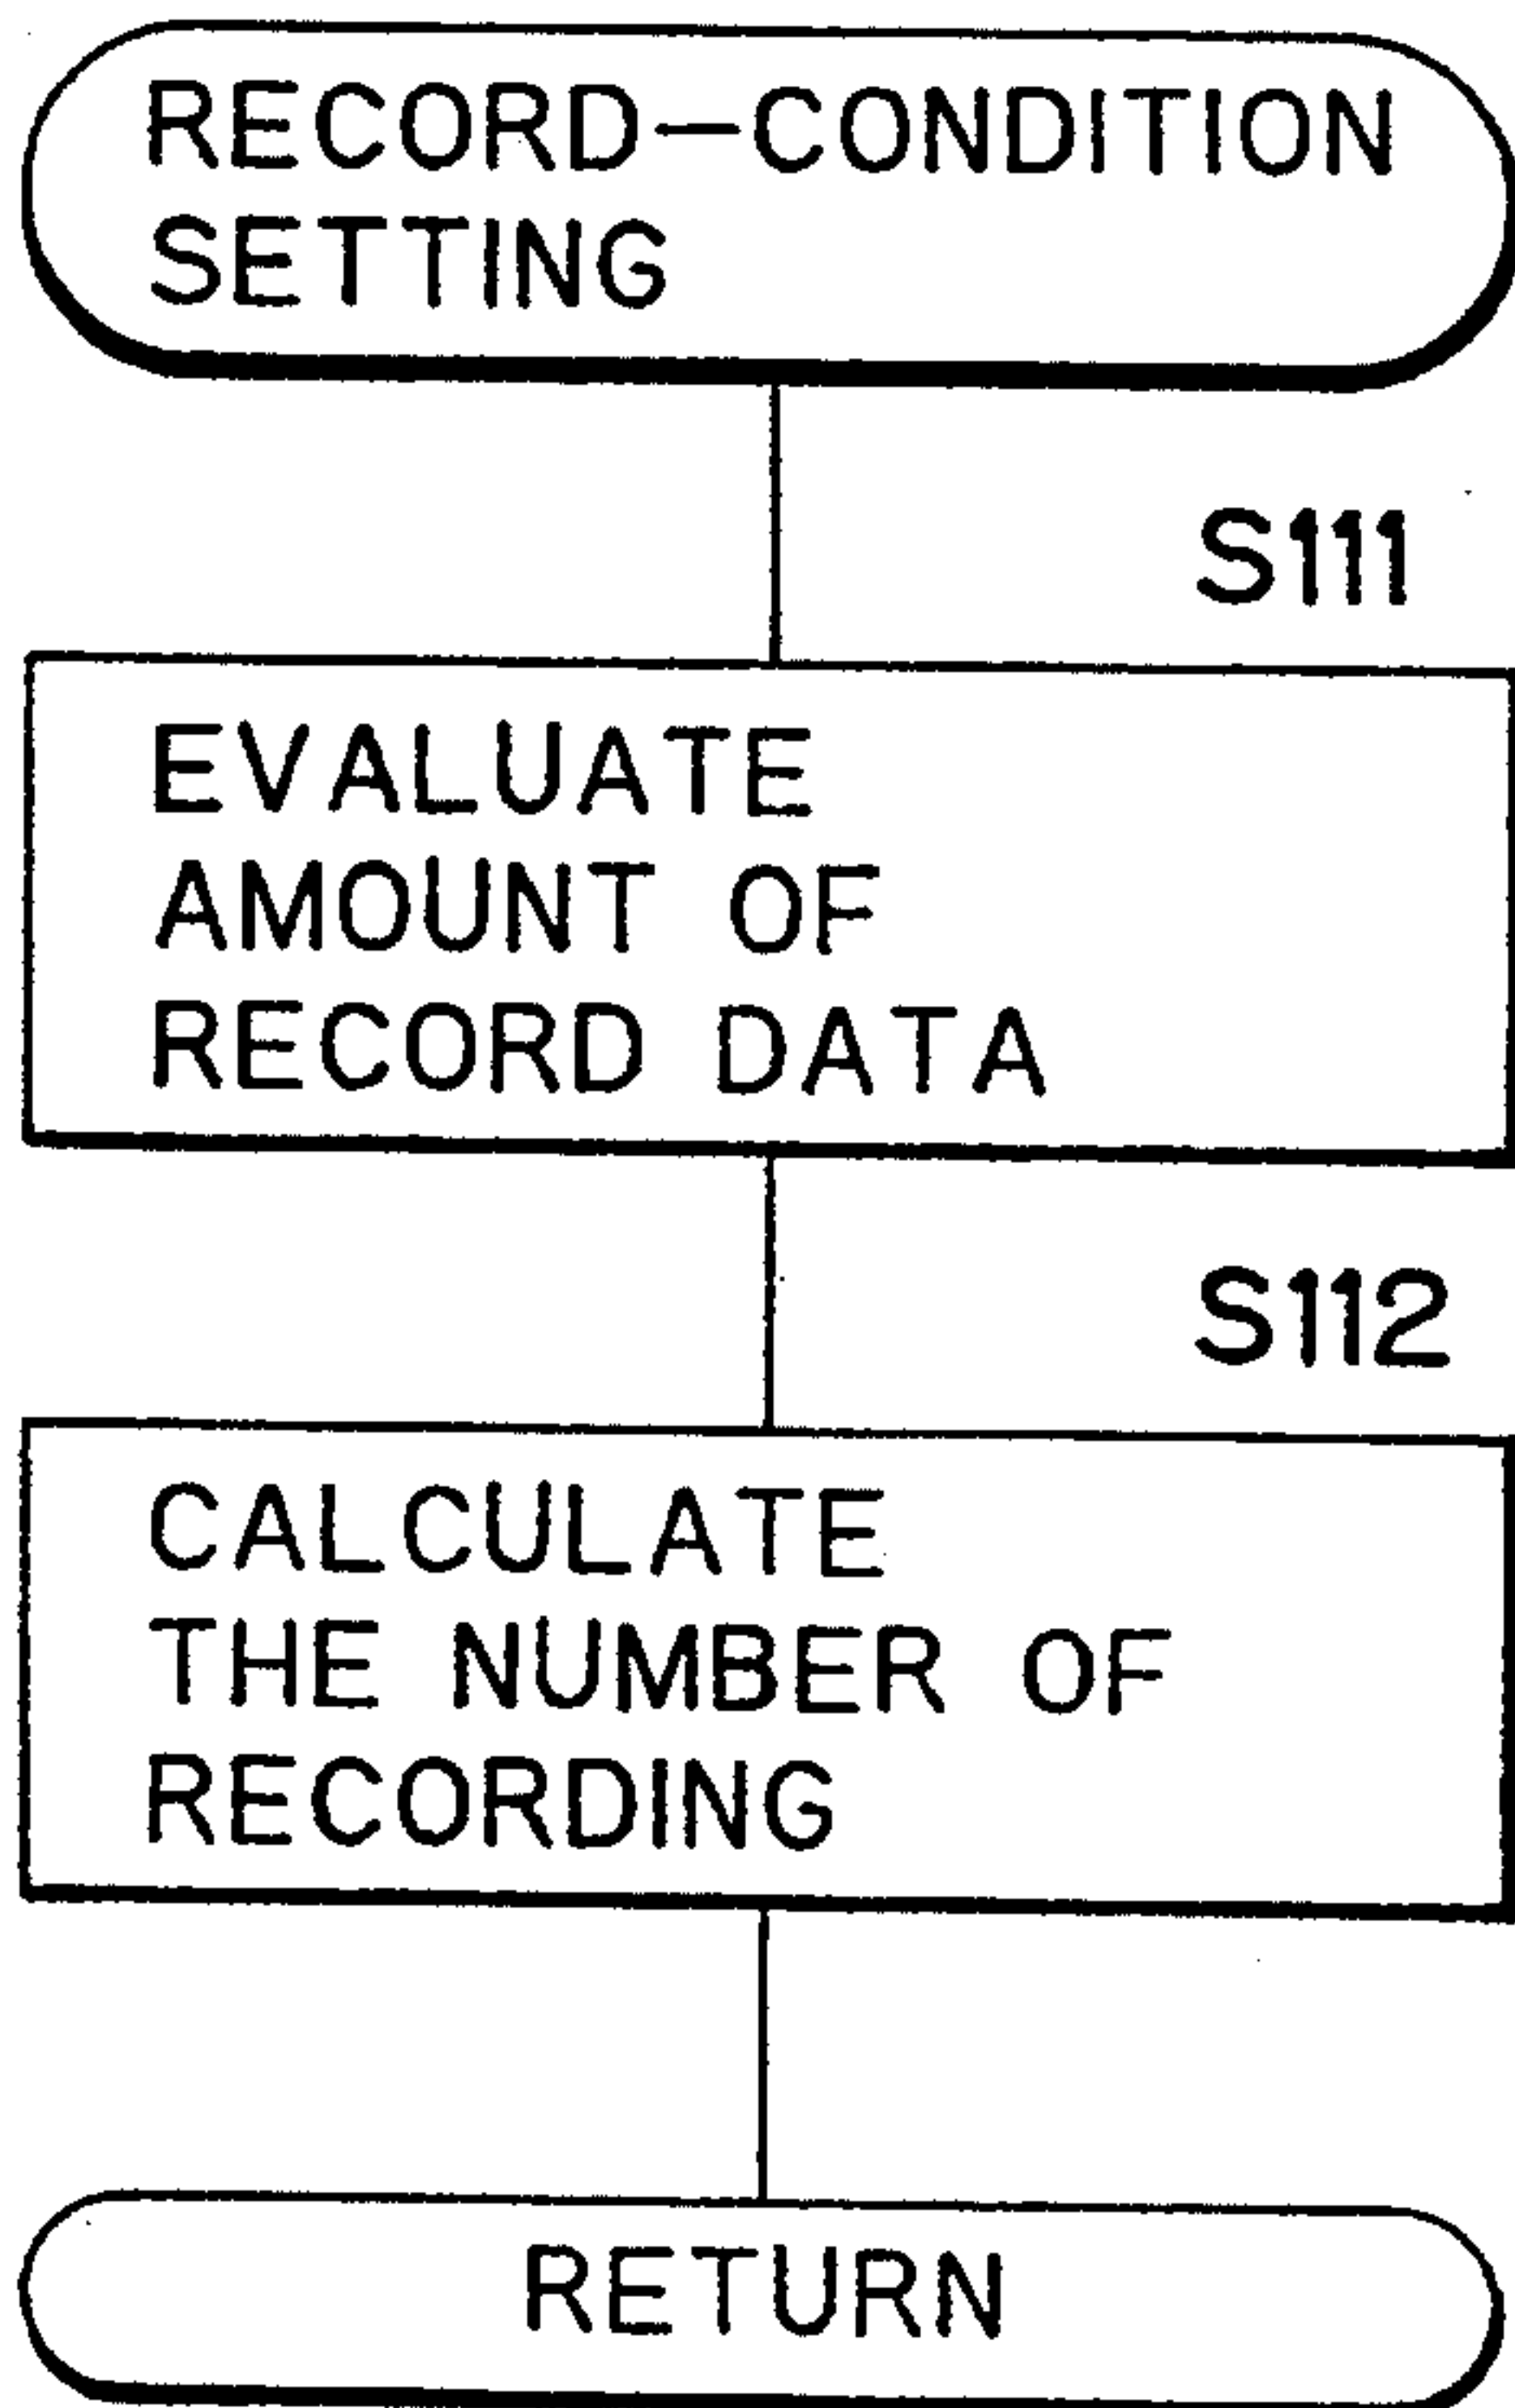 RECORD-CONDITION
SETTING
S111
EVALUATE
AMOUNT OF
RECORD DATA
S112
CALCULATE
THE NUMBER OF
RECORDING
RETURN